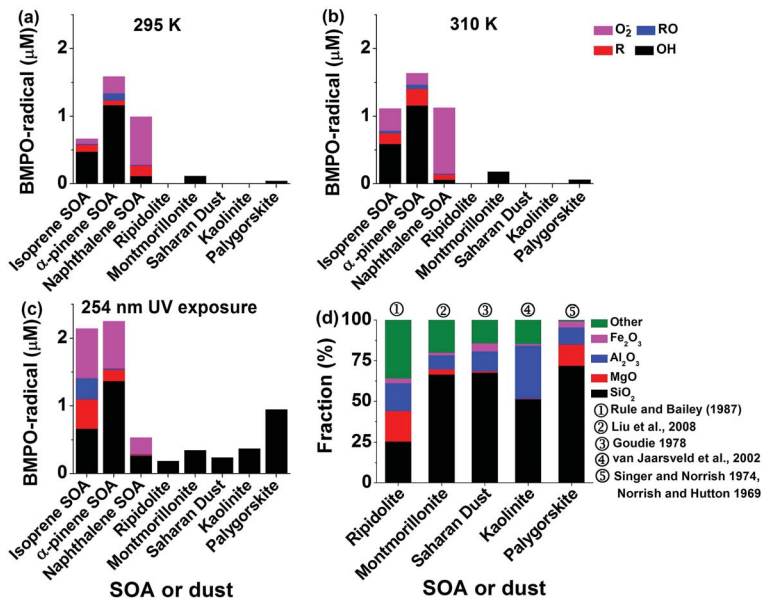 (a) 295 K
BMPO-radical (μM)
2
1
0
Isoprene SOA
α-pinene SOA
Naphthalene SOA
Ripidolite
Montmorillonite
Saharan Dust
Kaolinite
Palygorskite
(b) 310 K
O₂⁻ RO
R OH
BMPO-radical (μM)
2
1
0
Isoprene SOA
α-pinene SOA
Naphthalene SOA
Ripidolite
Montmorillonite
Saharan Dust
Kaolinite
Palygorskite
(c) 254 nm UV exposure
BMPO-radical (μM)
2
1
0
Isoprene SOA
α-pinene SOA
Naphthalene SOA
Ripidolite
Montmorillonite
Saharan Dust
Kaolinite
Palygorskite
SOA or dust
(d) ① ② ③ ④ ⑤
Fraction (%)
100
75
50
25
0
Ripidolite
Montmorillonite
Saharan Dust
Kaolinite
Palygorskite
SOA or dust
Other
Fe₂O₃
Al₂O₃
MgO
SiO₂
① Rule and Bailey (1987)
② Liu et al., 2008
③ Goudie 1978
④ van Jaarsveld et al., 2002
⑤ Singer and Norrish 1974,
Norrish and Hutton 1969